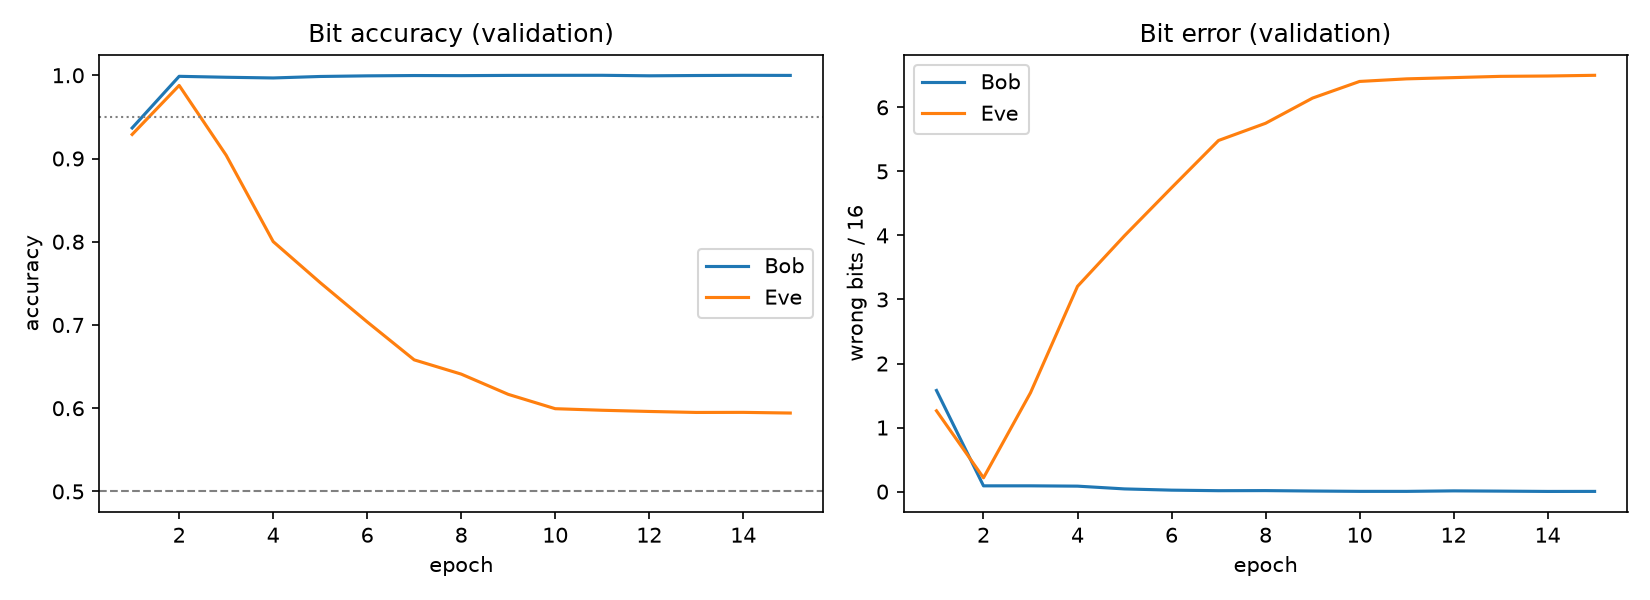 Bit accuracy (validation)
accuracy
1.0
0.9
0.8
0.7
0.6
0.5
Bob
Eve
2 4 6 8 10 12 14
epoch
Bit error (validation)
wrong bits / 16
6
5
4
3
2
1
0
Bob
Eve
2 4 6 8 10 12 14
epoch